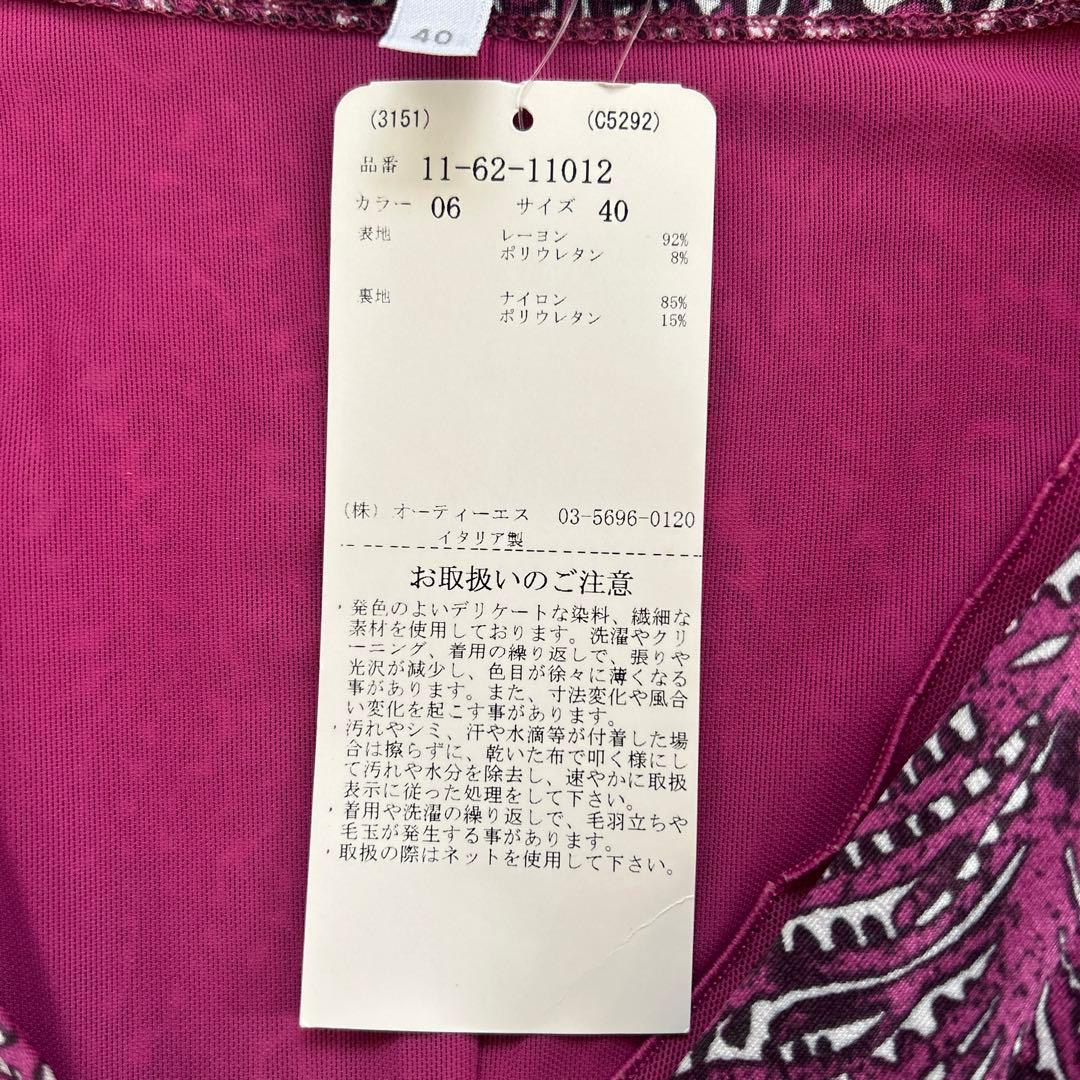 40
(3151) (C5292)
品番 11-62-11012
カラー 06 サイズ 40
表地 レーヨン 92%
ポリウレタン 8%
裏地 ナイロン 85%
ポリウレタン 15%
(株) オーティーエス 03-5696-0120
イタリア製
お取扱いのご注意
・発色のよいデリケートな染料、繊細な
素材を使用しております。洗濯やクリ
ーニング、着用の繰り返しで、張りや
光沢が減少し、色目が徐々に薄くなる
事があります。また、寸法変化や風合
い変化を起こす事があります。
・汚れやシミ、汗や水滴等が付着した場
合は擦らずに、乾いた布で叩く様にし
て汚れや水分を除去し、速やかに取扱
表示に従った処理をして下さい。
・着用や洗濯の繰り返しで、毛羽立ちや
毛玉が発生する事があります。
・取扱の際はネットを使用して下さい。